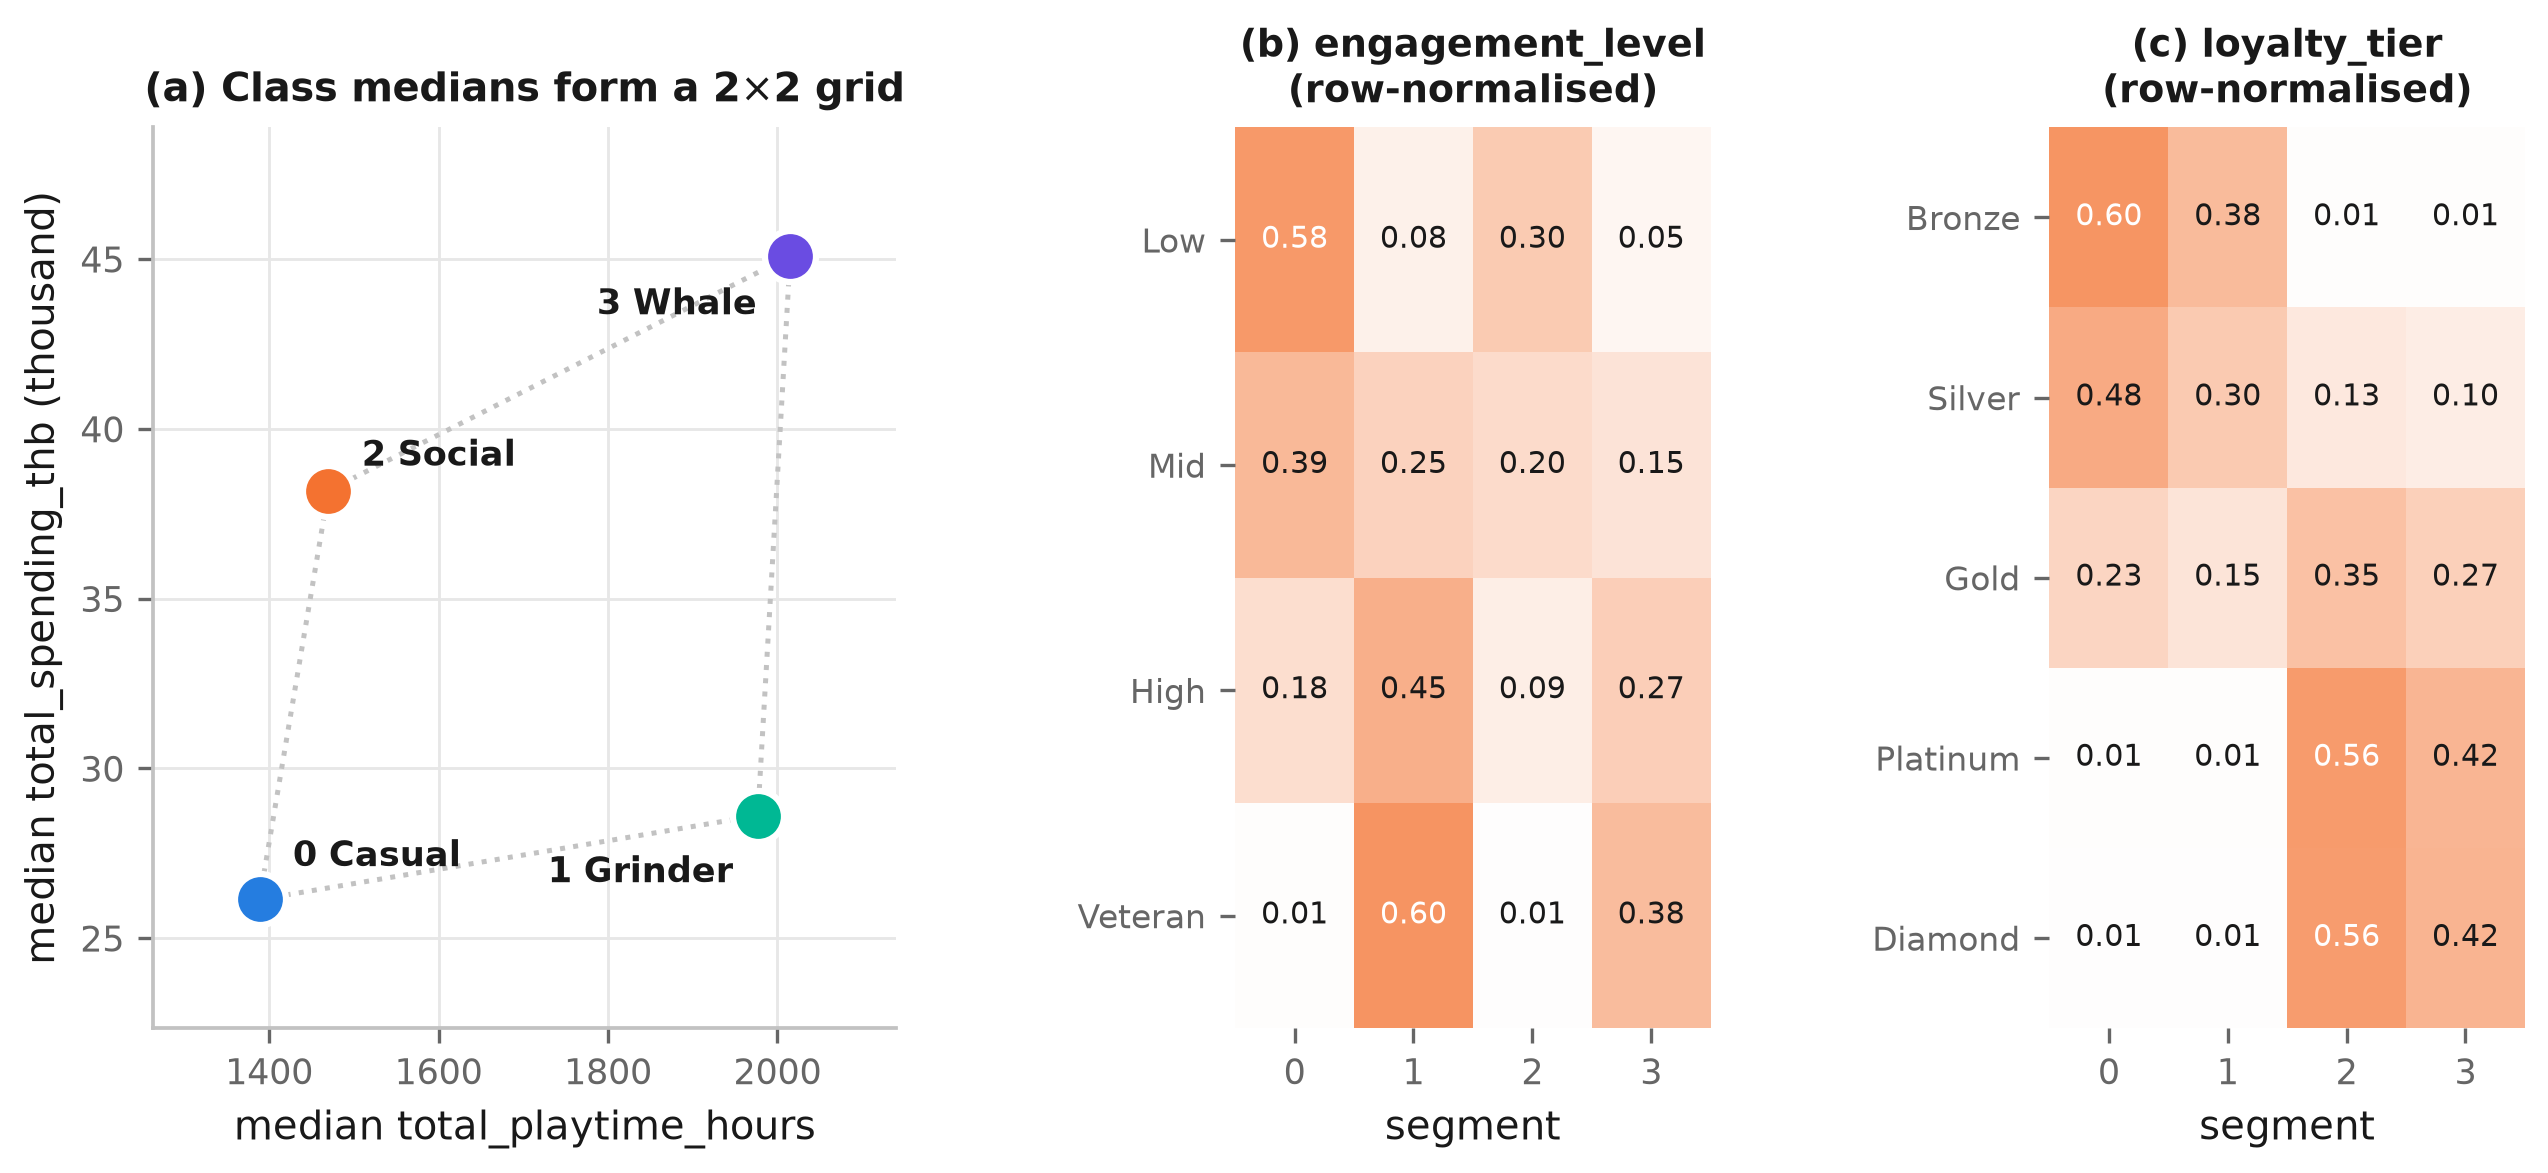 (a) Class medians form a 2×2 grid
median total_spending_thb (thousand)
45
40
35
30
25
3 Whale
2 Social
0 Casual
1 Grinder
1400 1600 1800 2000
median total_playtime_hours
(b) engagement_level
(row-normalised)
Low 0.58 0.08 0.30 0.05
Mid 0.39 0.25 0.20 0.15
High 0.18 0.45 0.09 0.27
Veteran 0.01 0.60 0.01 0.38
0 1 2 3
segment
(c) loyalty_tier
(row-normalised)
Bronze 0.60 0.38 0.01 0.01
Silver 0.48 0.30 0.13 0.10
Gold 0.23 0.15 0.35 0.27
Platinum 0.01 0.01 0.56 0.42
Diamond 0.01 0.01 0.56 0.42
0 1 2 3
segment